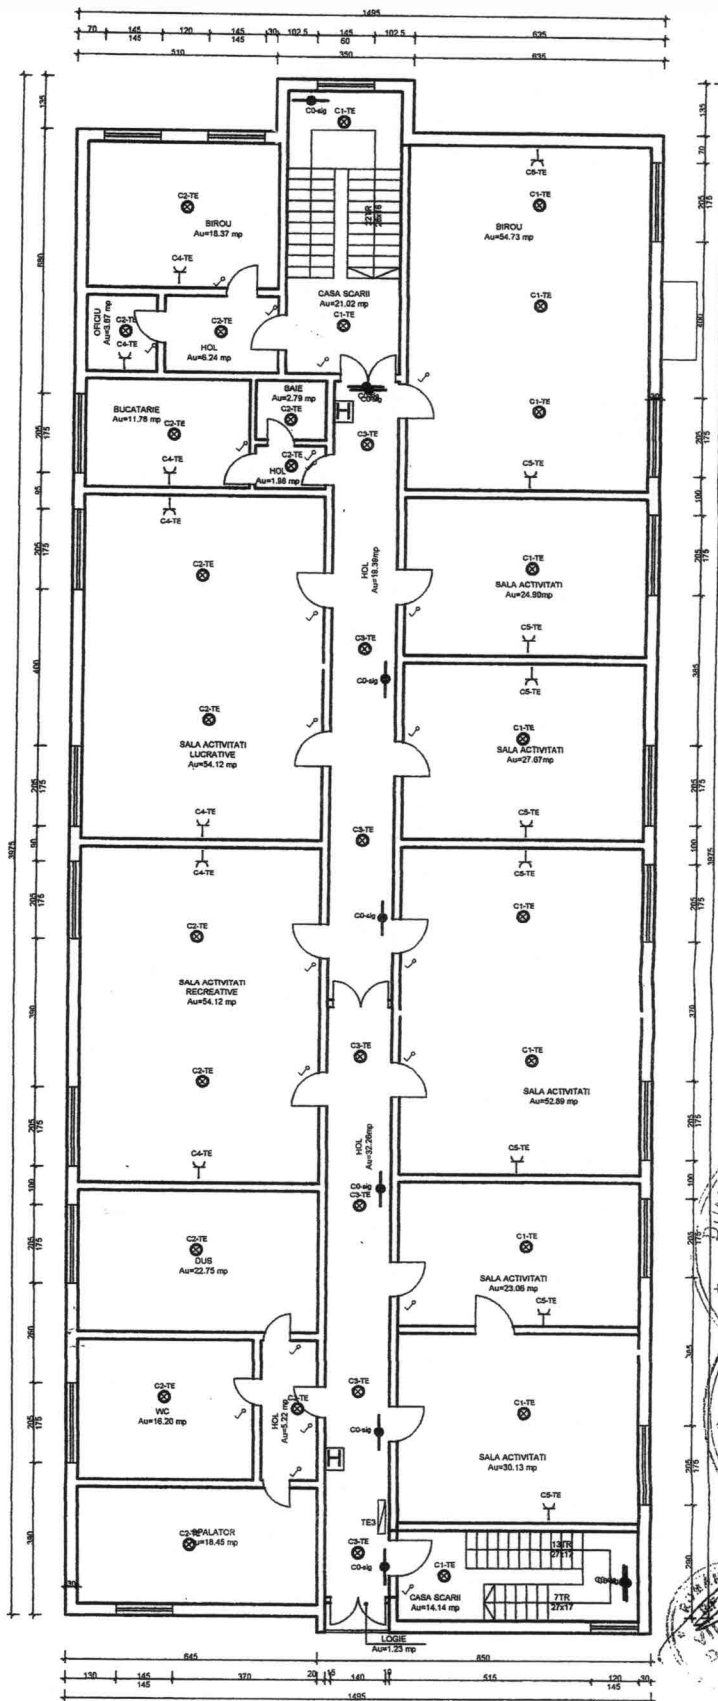 1495
70 145 120 145 30 102.5 145 102.5 635
145 145 60
510 350 635
135
C0-sig
C1-TE
135
70
C2-TE
BIROU
Au=18.37 mp
C4-TE
22TR
C5-TE
C1-TE
BIROU
Au=54.73 mp
205
175
CASA SCARII
Au=21.02 mp
C1-TE
C1-TE
400
OFICIU
Au=3.67 mp
C2-TE
C4-TE
C2-TE
HOL
Au=6.24 mp
BUCATARIE
Au=11.76 mp
C2-TE
C4-TE
BAIE
Au=2.79 mp
C2-TE
C2-TE
HOL
Au=1.98 mp
C0-sig
H
C3-TE
C1-TE
C5-TE
205
175
95
205
175
100
C4-TE
C2-TE
HOL
Au=19.39mp
C1-TE
SALA ACTIVITATI
Au=24.90mp
C5-TE
205
175
205
175
400
C3-TE
C0-sig
C5-TE
385
C2-TE
SALA ACTIVITATI
LUCRATIVE
Au=54.12 mp
C4-TE
C1-TE
SALA ACTIVITATI
Au=27.67mp
C5-TE
205
175
205
175
3975
90
C3-TE
100
3975
C4-TE
C2-TE
C0-sig
C5-TE
C1-TE
205
175
205
175
SALA ACTIVITATI
RECREATIVE
Au=54.12 mp
390
370
C2-TE
C3-TE
C1-TE
SALA ACTIVITATI
Au=52.89 mp
C4-TE
HOL
Au=32.26mp
C5-TE
205
175
205
175
100
C0-sig
C3-TE
100
C2-TE
DUS
Au=22.75 mp
C1-TE
SALA ACTIVITATI
Au=23.06 mp
C5-TE
205
175
205
175
260
385
C2-TE
WC
Au=16.20 mp
HOL
Au=5.22 mp
C3-TE
C0-sig
C1-TE
SALA ACTIVITATI
Au=30.13 mp
C5-TE
205
175
205
175
H
TE3
C3-TE
C0-sig
390
290
C1-TE
CASA SCARII
Au=14.14 mp
13TR
27x17
7TR
27x17
30
LOGIE
Au=1.23 mp
645 850
130 145 370 20 15 140 19 515 120 30
145 145
1495